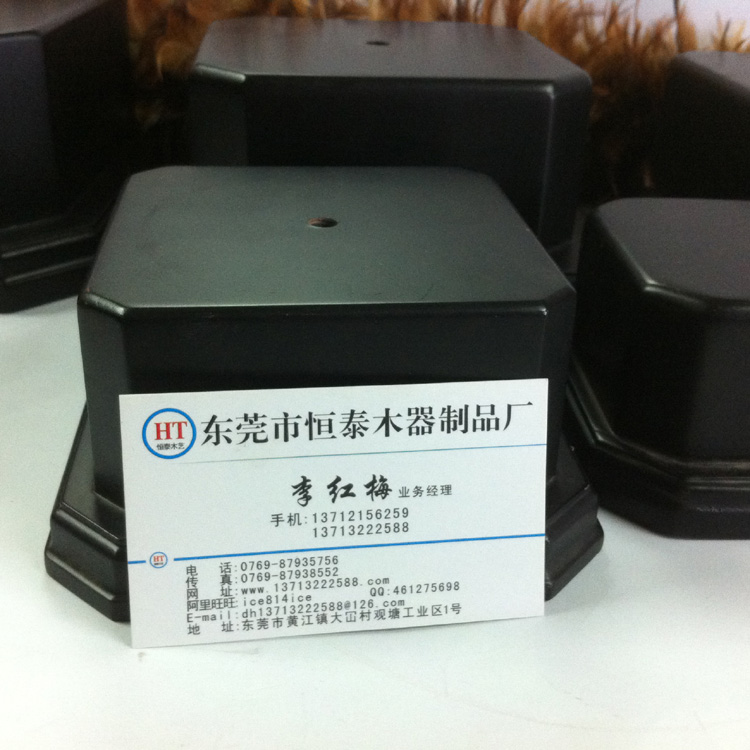 HT
恒泰木艺
东莞市恒泰木器制品厂
李红梅 业务经理
手机:13712156259
13713222588
HT
电 话:0769-87935756
传 真:0769-87938552
网 址:www.13713222588.com QQ:461275698
阿里旺旺:ice814ice
E-mail:dh13713222588@126.com
地 址:东莞市黄江镇大冚村观塘工业区1号